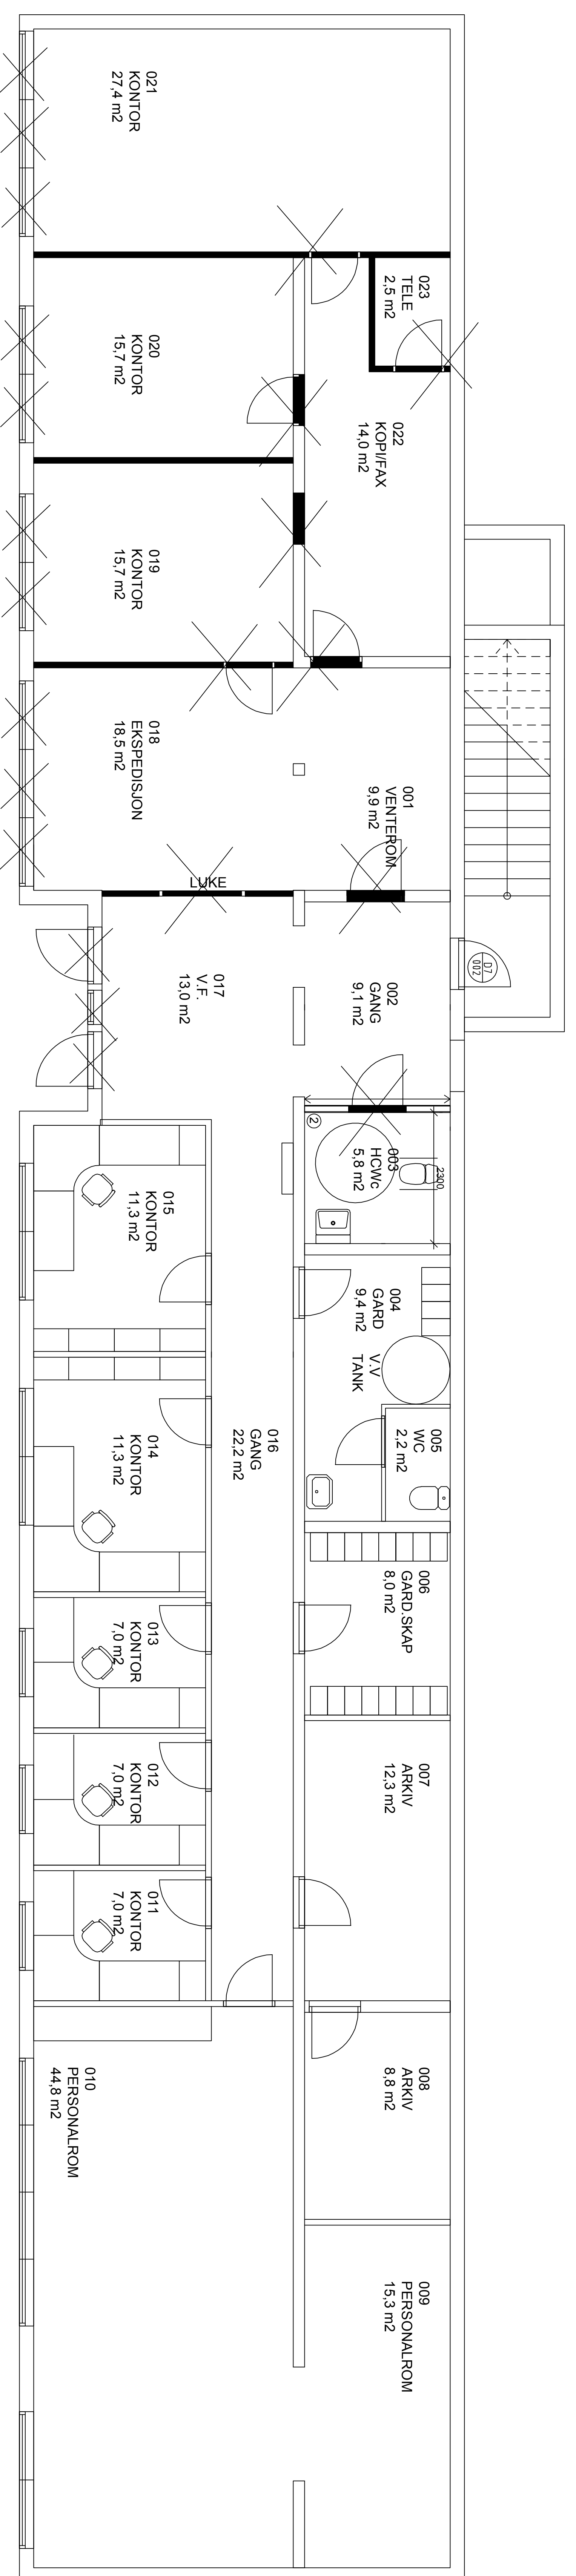 021
KONTOR
27,4 m2
023
TELE
2,5 m2
020
KONTOR
15,7 m2
022
KOPI/FAX
14,0 m2
019
KONTOR
15,7 m2
018
EKSPEDISJON
18,5 m2
001
VENTEROM
9,9 m2
LUKE
017
V.F.
13,0 m2
002
GANG
9,1 m2
D7
002
2
003
HCWc
5,8 m2
2300
015
KONTOR
11,3 m2
004
GARD
9,4 m2
V.V
TANK
005
WC
2,2 m2
016
GANG
22,2 m2
014
KONTOR
11,3 m2
006
GARD.SKAP
8,0 m2
013
KONTOR
7,0 m2
007
ARKIV
12,3 m2
012
KONTOR
7,0 m2
011
KONTOR
7,0 m2
008
ARKIV
8,8 m2
010
PERSONALROM
44,8 m2
009
PERSONALROM
15,3 m2